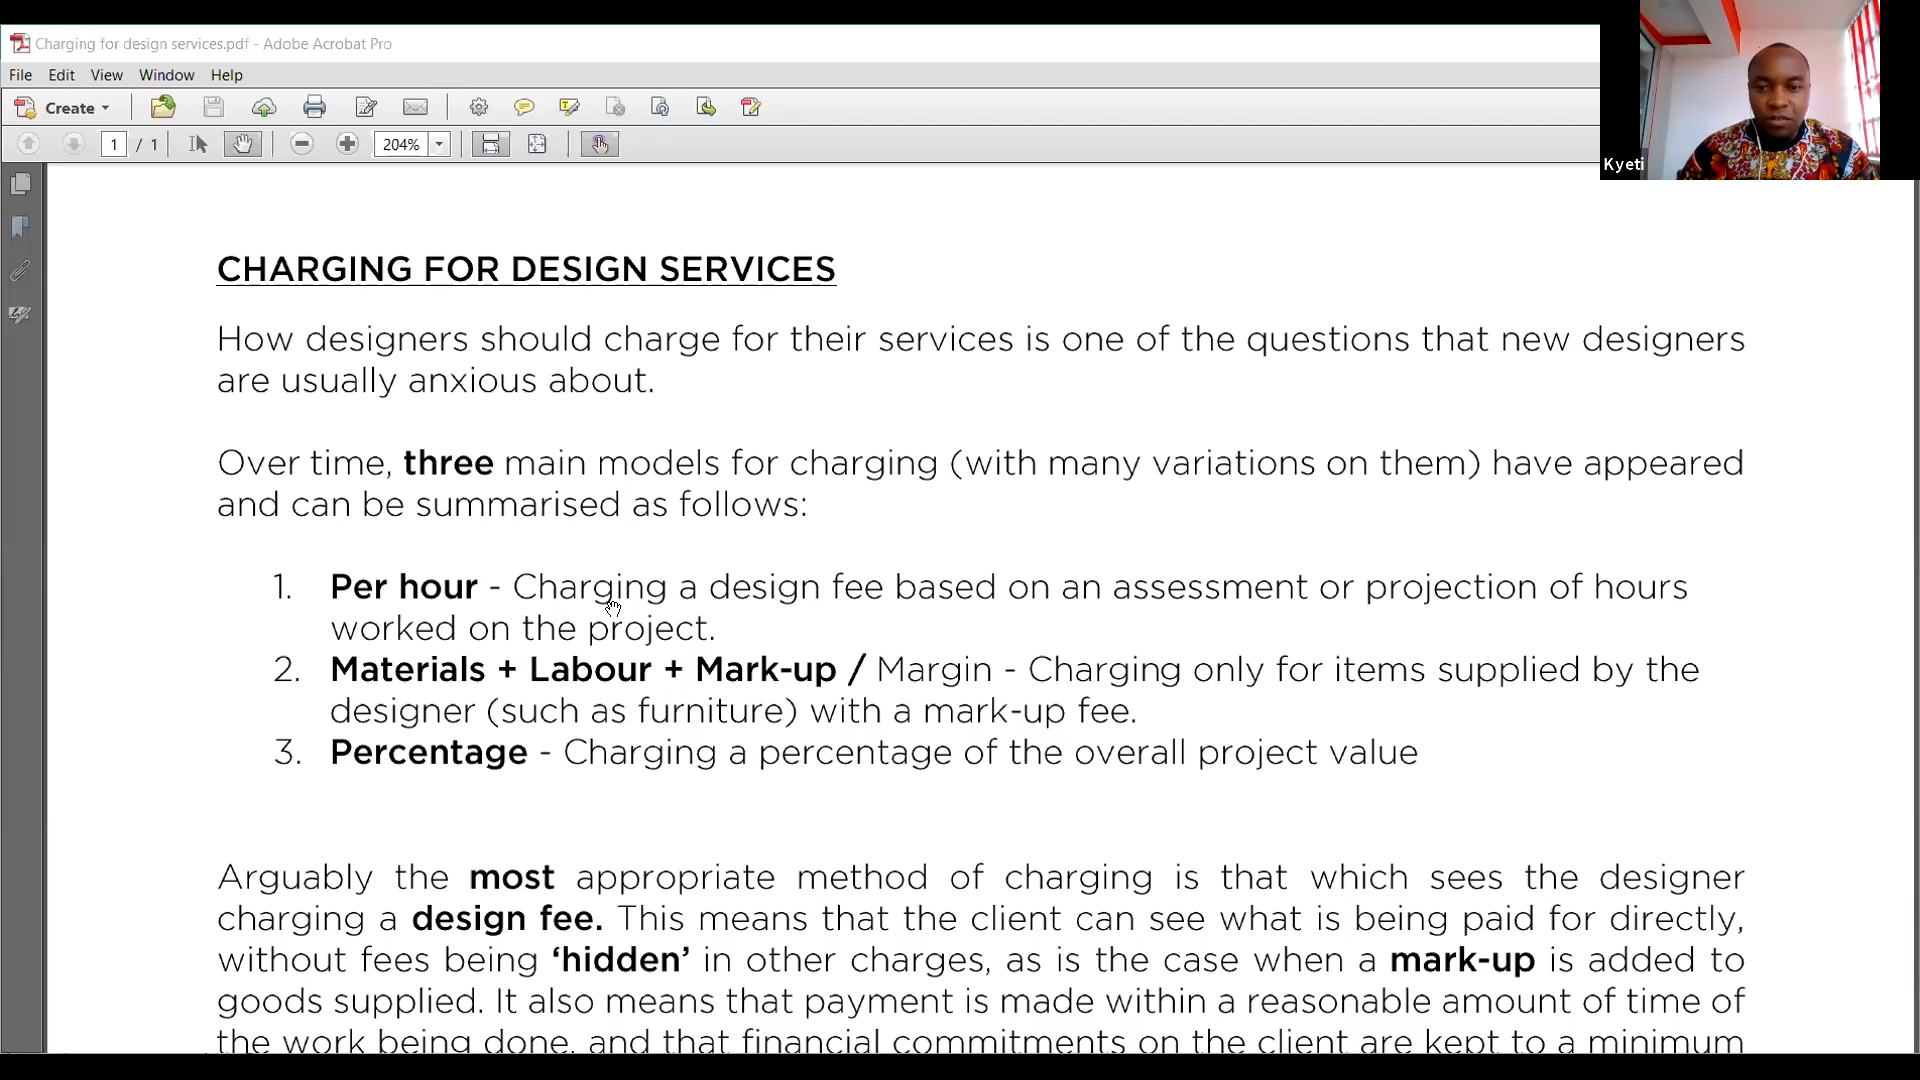 Charging for design services.pdf - Adobe Acrobat Pro
File Edit View Window Help
Create
1 / 1 204%
Kyeti
CHARGING FOR DESIGN SERVICES
How designers should charge for their services is one of the questions that new designers
are usually anxious about.
Over time, three main models for charging (with many variations on them) have appeared
and can be summarised as follows:
1. Per hour - Charging a design fee based on an assessment or projection of hours
worked on the project.
2. Materials + Labour + Mark-up / Margin - Charging only for items supplied by the
designer (such as furniture) with a mark-up fee.
3. Percentage - Charging a percentage of the overall project value
Arguably the most appropriate method of charging is that which sees the designer
charging a design fee. This means that the client can see what is being paid for directly,
without fees being ‘hidden’ in other charges, as is the case when a mark-up is added to
goods supplied. It also means that payment is made within a reasonable amount of time of
the work being done, and that financial commitments on the client are kept to a minimum